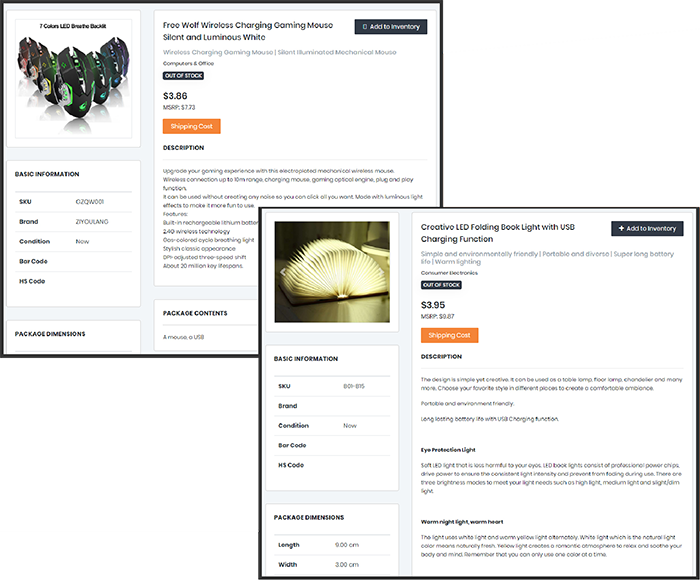 7 Colors LED Breathe Backlit
Free Wolf Wireless Charging Gaming Mouse
Silent and Luminous White
Add to Inventory
Wireless Charging Gaming Mouse | Silent Illuminated Mechanical Mouse
Computers & Office
OUT OF STOCK
$3.86
MSRP: $7.73
Shipping Cost
DESCRIPTION
Upgrade your gaming experience with this electroplated mechanical wireless mouse.
Wireless connection up to 10m range, charging mouse, gaming optical engine, plug and play
function.
It can be used without creating any noise so you can click all you want. Made with luminous light
effects to make it more fun to use.
Features:
Built-in rechargeable lithium batter
2.4G wireless technology
Gas-colored cycle breathing light
Stylish classic appearance
DPI adjusted three-speed shift
About 20 million key lifespans.
BASIC INFORMATION
SKU GZQW001
Brand ZIYOULANG
Condition New
Bar Code
HS Code
PACKAGE DIMENSIONS
PACKAGE CONTENTS
A mouse, a USB
Creative LED Folding Book Light with USB
Charging Function
+ Add to Inventory
Simple and environmentally friendly | Portable and diverse | Super long battery
life | Warm lighting
Consumer Electronics
OUT OF STOCK
$3.95
MSRP: $9.87
Shipping Cost
DESCRIPTION
The design is simple yet creative. It can be used as a table lamp, floor lamp, chandelier and many
more. Choose your favorite style in different places to create a comfortable ambience.
Portable and environment friendly.
Long lasting battery life with USB Charging function.
Eye Protection Light
Soft LED light that is less harmful to your eyes. LED book lights consist of professional power chips,
drive power to ensure the consistent light intensity and prevent from fading during use. There are
three brightness modes to meet your light needs such as high light, medium light and slight/dim
light.
Warm night light, warm heart
The light uses white light and warm yellow light alternately. White light which is the natural light
color means naturally fresh. Yellow light creates a romantic atmosphere to relax and soothe your
body and mind. Remember that you can only use one color at a time.
BASIC INFORMATION
SKU B01-B15
Brand
Condition New
Bar Code
HS Code
PACKAGE DIMENSIONS
Length 9.00 cm
Width 3.00 cm